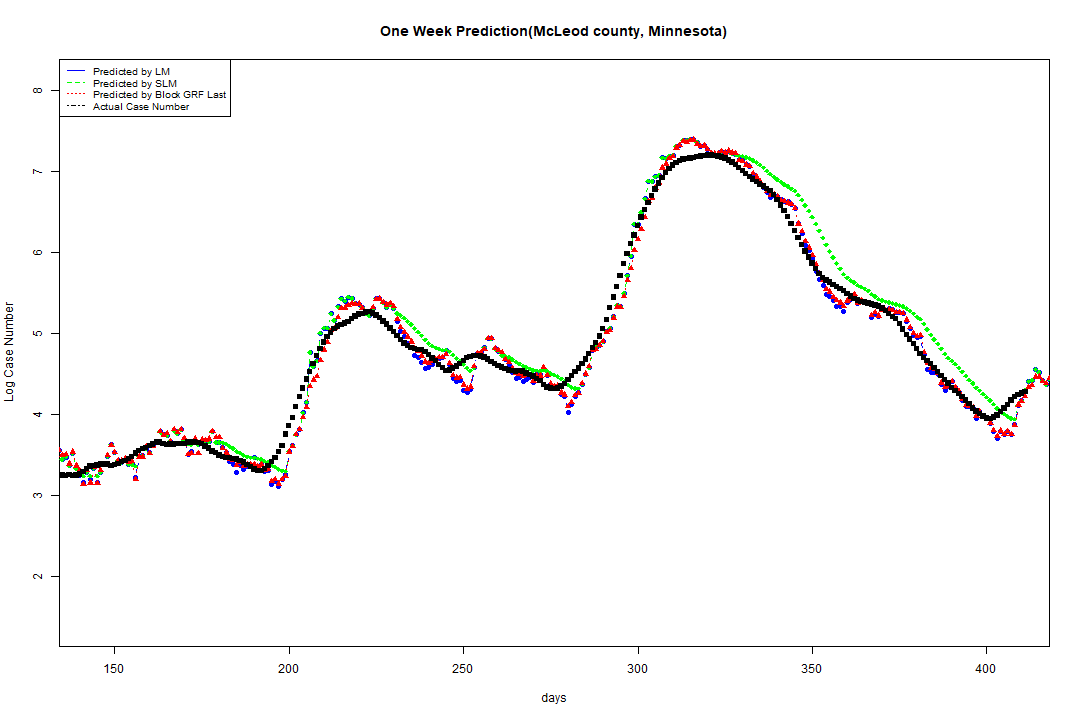 One Week Prediction(McLeod county, Minnesota)
Predicted by LM
Predicted by SLM
Predicted by Block GRF Last
Actual Case Number
8
7
6
5
4
3
2
Log Case Number
150 200 250 300 350 400
days